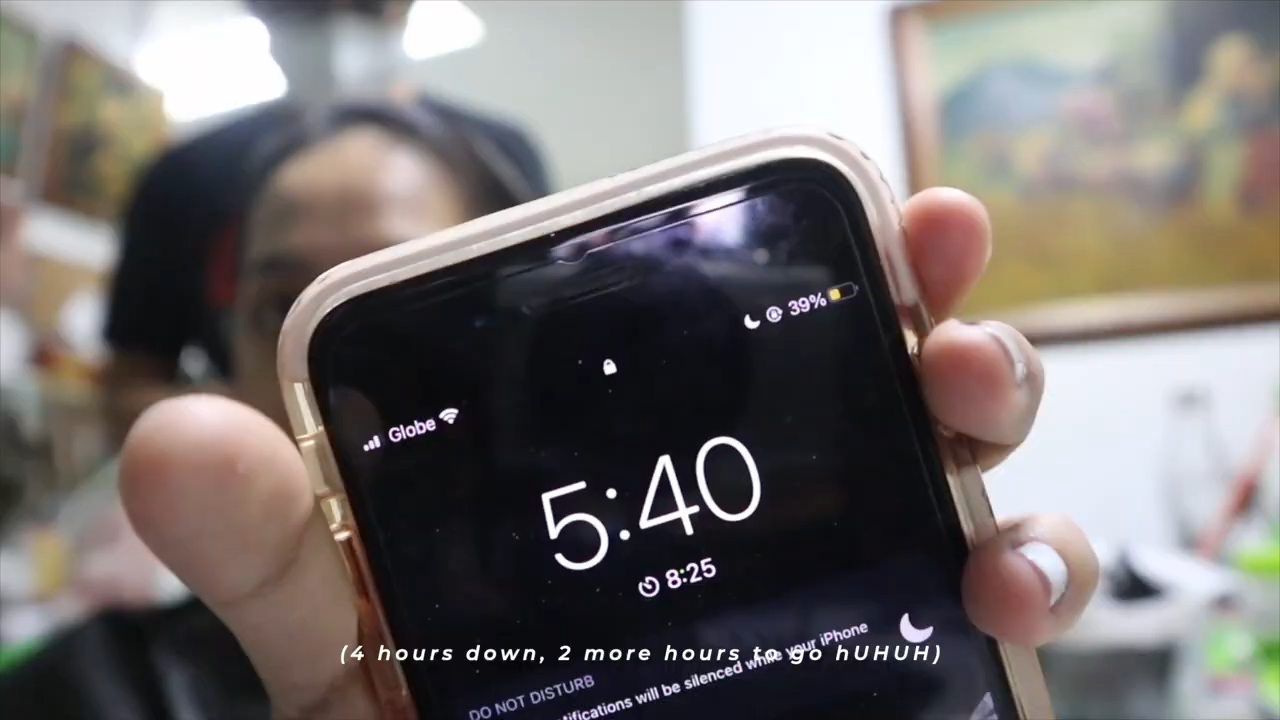 39%
Globe
5:40
8:25
DO NOT DISTURB
tifications will be silenced while your iPhone
(4 hours down, 2 more hours to go hUHUH)